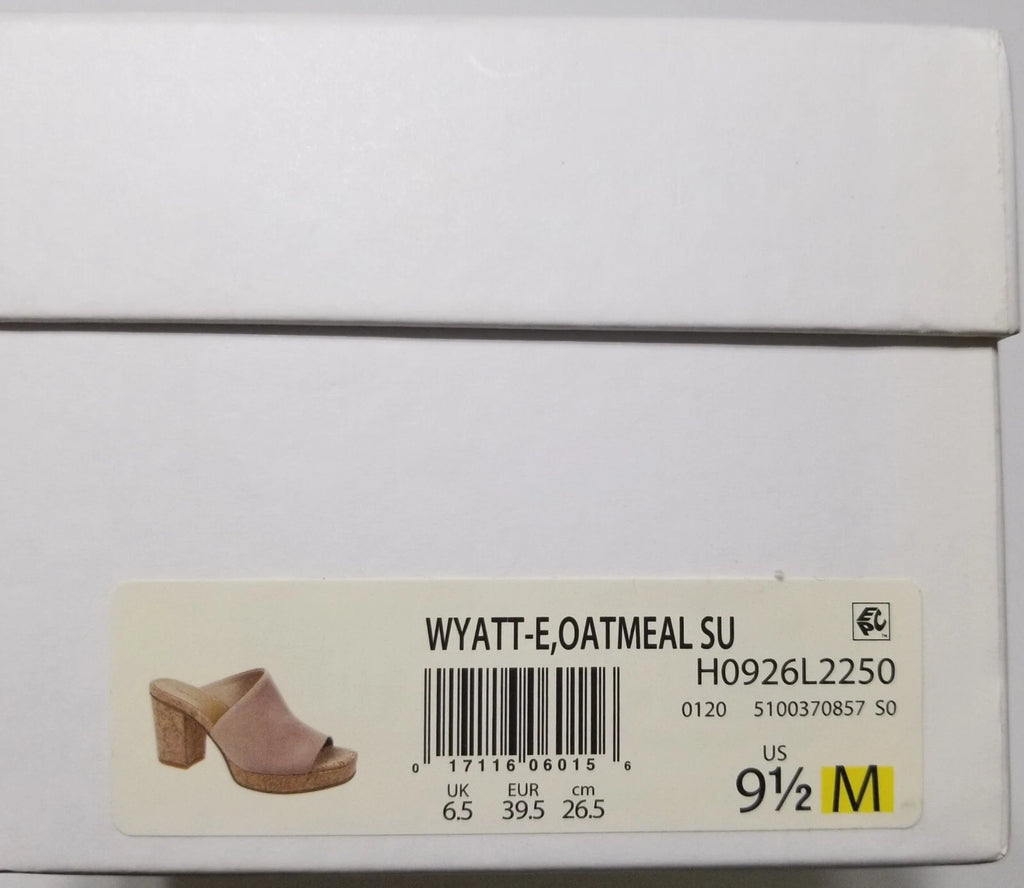 WYATT-E,OATMEAL SU
EPC™
H0926L2250
0120 5100370857 S0
0 17116 06015 6
UK EUR cm
6.5 39.5 26.5
US
9½ M